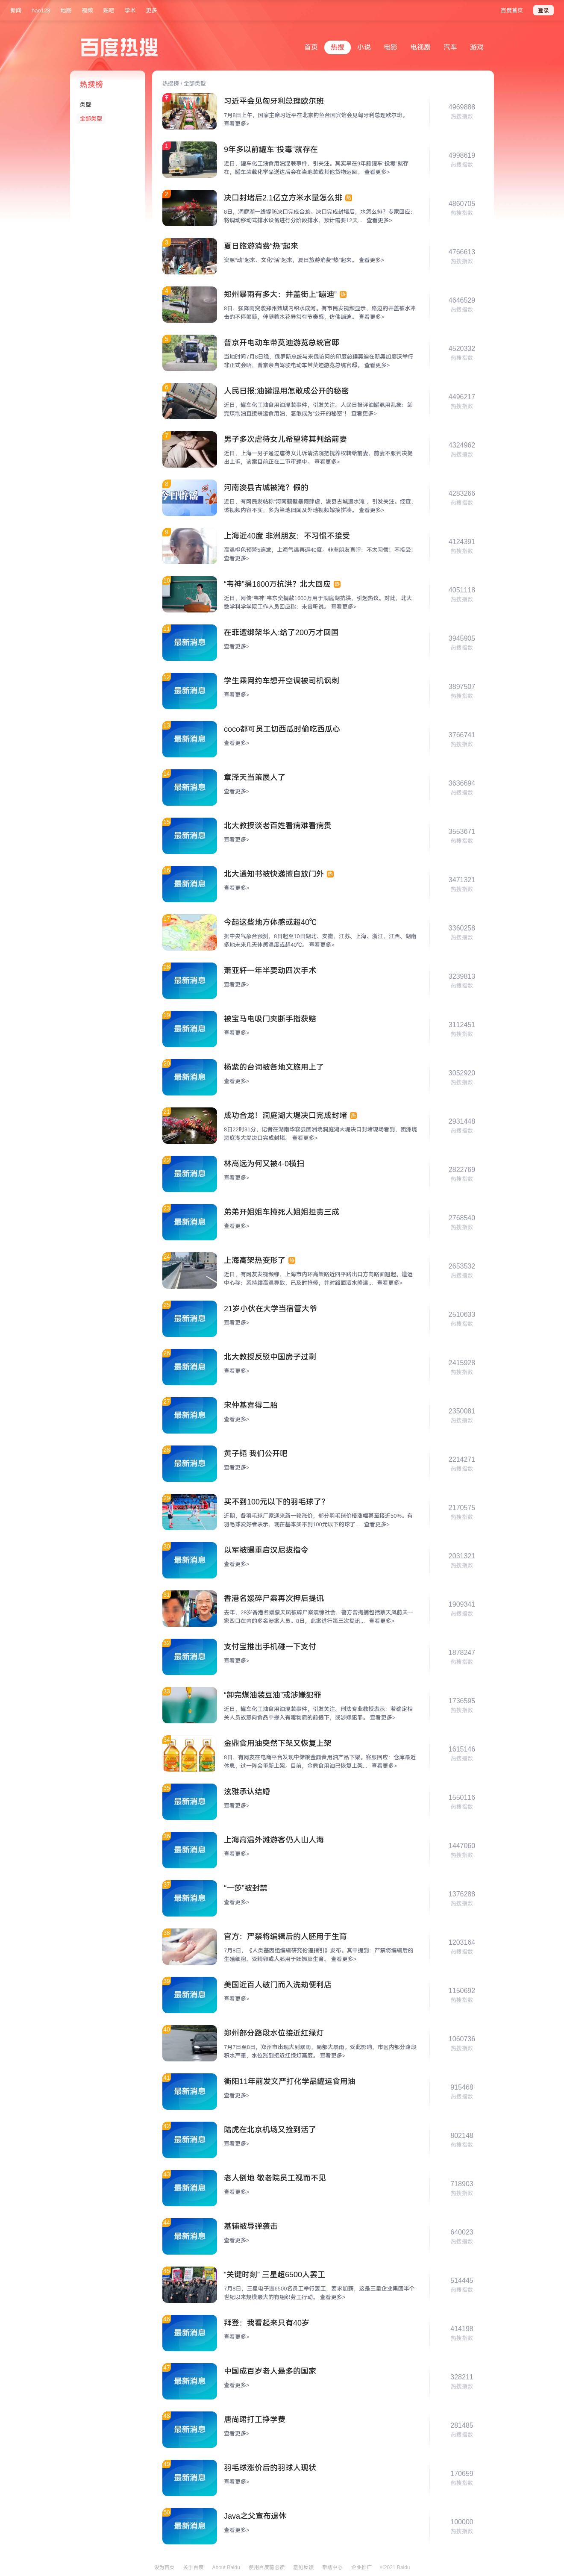 新闻 hao123 地图 视频 贴吧 学术 更多 百度首页 登录
百度热搜
首页 热搜 小说 电影 电视剧 汽车 游戏
热搜榜
类型
全部类型
热搜榜 / 全部类型
习近平会见匈牙利总理欧尔班
7月8日上午，国家主席习近平在北京钓鱼台国宾馆会见匈牙利总理欧尔班。
查看更多>
4969888
热搜指数
1
9年多以前罐车“投毒”就存在
近日，罐车化工油食用油混装事件，引关注。其实早在9年前罐车“投毒”就存
在，罐车装载化学品送达后会在当地装载其他货物运回。 查看更多>
4998619
热搜指数
2
决口封堵后2.1亿立方米水量怎么排 热
8日，洞庭湖一线堤防决口完成合龙。决口完成封堵后，水怎么排？专家回应：
将调动移动式排水设备进行分阶段排水，预计需要12天... 查看更多>
4860705
热搜指数
3
夏日旅游消费“热”起来
资源“动”起来、文化“活”起来，夏日旅游消费“热”起来。 查看更多>
4766613
热搜指数
4
郑州暴雨有多大：井盖街上“蹦迪” 热
8日，强降雨突袭郑州致城内积水成河。有市民发视频显示，路边的井盖被水冲
击的不停颠簸，伴随着水花异常有节奏感，仿佛蹦迪。 查看更多>
4646529
热搜指数
5
普京开电动车带莫迪游览总统官邸
当地时间7月8日晚，俄罗斯总统与来俄访问的印度总理莫迪在新奥加廖沃举行
非正式会晤，普京亲自驾驶电动车带莫迪游览总统官邸。 查看更多>
4520332
热搜指数
6
人民日报:油罐混用怎敢成公开的秘密
近日，罐车化工油食用油混装事件，引发关注。人民日报评油罐混用乱象：卸
完煤制油直接装运食用油，怎敢成为“公开的秘密”！ 查看更多>
4496217
热搜指数
7
男子多次虐待女儿希望将其判给前妻
近日，上海一男子通过虐待女儿诉请法院把抚养权转给前妻，前妻不服判决提
出上诉，该案目前正在二审审理中。 查看更多>
4324962
热搜指数
8
河南浚县古城被淹？假的
近日，有网民发帖称“河南鹤壁暴雨肆虐，浚县古城遭水淹”，引发关注。经查，
该视频内容不实，多为当地旧闻及外地视频嫁接拼凑。 查看更多>
4283266
热搜指数
9
上海近40度 非洲朋友：不习惯不接受
高温橙色预警5连发，上海气温再逼40度。非洲朋友直呼：不太习惯！不接受！
查看更多>
4124391
热搜指数
10
“韦神”捐1600万抗洪？北大回应 热
近日，网传“韦神”韦东奕捐款1600万用于洞庭湖抗洪，引起热议。对此，北大
数学科学学院工作人员回应称：未曾听说。 查看更多>
4051118
热搜指数
11
最新消息
在菲遭绑架华人:给了200万才回国
查看更多>
3945905
热搜指数
12
最新消息
学生乘网约车想开空调被司机讽刺
查看更多>
3897507
热搜指数
13
最新消息
coco都可员工切西瓜时偷吃西瓜心
查看更多>
3766741
热搜指数
14
最新消息
章泽天当策展人了
查看更多>
3636694
热搜指数
15
最新消息
北大教授谈老百姓看病难看病贵
查看更多>
3553671
热搜指数
16
最新消息
北大通知书被快递擅自放门外 热
查看更多>
3471321
热搜指数
17
今起这些地方体感或超40℃
据中央气象台预测，8日起至10日湖北、安徽、江苏、上海、浙江、江西、湖南
多地未来几天体感温度或超40℃。 查看更多>
3360258
热搜指数
18
最新消息
萧亚轩一年半要动四次手术
查看更多>
3239813
热搜指数
19
最新消息
被宝马电吸门夹断手指获赔
查看更多>
3112451
热搜指数
20
最新消息
杨紫的台词被各地文旅用上了
查看更多>
3052920
热搜指数
21
成功合龙！洞庭湖大堤决口完成封堵 热
8日22时31分，记者在湖南华容县团洲垸洞庭湖大堤决口封堵现场看到，团洲垸
洞庭湖大堤决口完成封堵。 查看更多>
2931448
热搜指数
22
最新消息
林高远为何又被4-0横扫
查看更多>
2822769
热搜指数
23
最新消息
弟弟开姐姐车撞死人姐姐担责三成
查看更多>
2768540
热搜指数
24
上海高架热变形了 热
近日，有网友发视频称，上海市内环高架路近四平路出口方向路面翘起。道运
中心称：系持续高温导致，已及时抢修，并对路面洒水降温... 查看更多>
2653532
热搜指数
25
最新消息
21岁小伙在大学当宿管大爷
查看更多>
2510633
热搜指数
26
最新消息
北大教授反驳中国房子过剩
查看更多>
2415928
热搜指数
27
最新消息
宋仲基喜得二胎
查看更多>
2350081
热搜指数
28
最新消息
黄子韬 我们公开吧
查看更多>
2214271
热搜指数
29
买不到100元以下的羽毛球了？
近期，各羽毛球厂家迎来新一轮涨价，部分羽毛球价格涨幅甚至接近50%。有
羽毛球爱好者表示，现在基本买不到100元以下的球了... 查看更多>
2170575
热搜指数
30
最新消息
以军被曝重启汉尼拔指令
查看更多>
2031321
热搜指数
31
香港名媛碎尸案再次押后提讯
去年，28岁香港名媛蔡天凤被碎尸案震惊社会，警方曾拘捕包括蔡天凤前夫一
家四口在内的多名涉案人员。8日，此案进行第三次提讯... 查看更多>
1909341
热搜指数
32
最新消息
支付宝推出手机碰一下支付
查看更多>
1878247
热搜指数
33
“卸完煤油装豆油”或涉嫌犯罪
近日，罐车化工油食用油混装事件，引发关注。刑法专业教授表示：若确定相
关人员故意向食品中掺入有毒物质的前提下，或涉嫌犯罪。 查看更多>
1736595
热搜指数
34
金鼎食用油突然下架又恢复上架
8日，有网友在电商平台发现中储粮金鼎食用油产品下架。客服回应：仓库最近
休息，过一阵会重新上架。目前，金鼎食用油已恢复上架... 查看更多>
1615146
热搜指数
35
最新消息
泫雅承认结婚
查看更多>
1550116
热搜指数
36
最新消息
上海高温外滩游客仍人山人海
查看更多>
1447060
热搜指数
37
最新消息
“一莎”被封禁
查看更多>
1376288
热搜指数
38
官方：严禁将编辑后的人胚用于生育
7月8日，《人类基因组编辑研究伦理指引》发布。其中提到：严禁将编辑后的
生殖细胞、受精卵或人胚用于妊娠及生育。 查看更多>
1203164
热搜指数
39
最新消息
美国近百人破门而入洗劫便利店
查看更多>
1150692
热搜指数
40
郑州部分路段水位接近红绿灯
7月7日至8日，郑州市出现大到暴雨，局部大暴雨。受此影响，市区内部分路段
积水严重，水位涨到接近红绿灯高度。 查看更多>
1060736
热搜指数
41
最新消息
衡阳11年前发文严打化学品罐运食用油
查看更多>
915468
热搜指数
42
最新消息
陆虎在北京机场又捡到活了
查看更多>
802148
热搜指数
43
最新消息
老人倒地 敬老院员工视而不见
查看更多>
718903
热搜指数
44
最新消息
基辅被导弹袭击
查看更多>
640023
热搜指数
45
“关键时刻” 三星超6500人罢工
7月8日，三星电子逾6500名员工举行罢工，要求加薪，这是三星企业集团半个
世纪以来规模最大的有组织劳工行动。 查看更多>
514445
热搜指数
46
最新消息
拜登：我看起来只有40岁
查看更多>
414198
热搜指数
47
最新消息
中国成百岁老人最多的国家
查看更多>
328211
热搜指数
48
最新消息
唐尚珺打工挣学费
查看更多>
281485
热搜指数
49
最新消息
羽毛球涨价后的羽球人现状
查看更多>
170659
热搜指数
50
最新消息
Java之父宣布退休
查看更多>
100000
热搜指数
设为首页 关于百度 About Baidu 使用百度前必读 意见反馈 帮助中心 企业推广 ©2021 Baidu